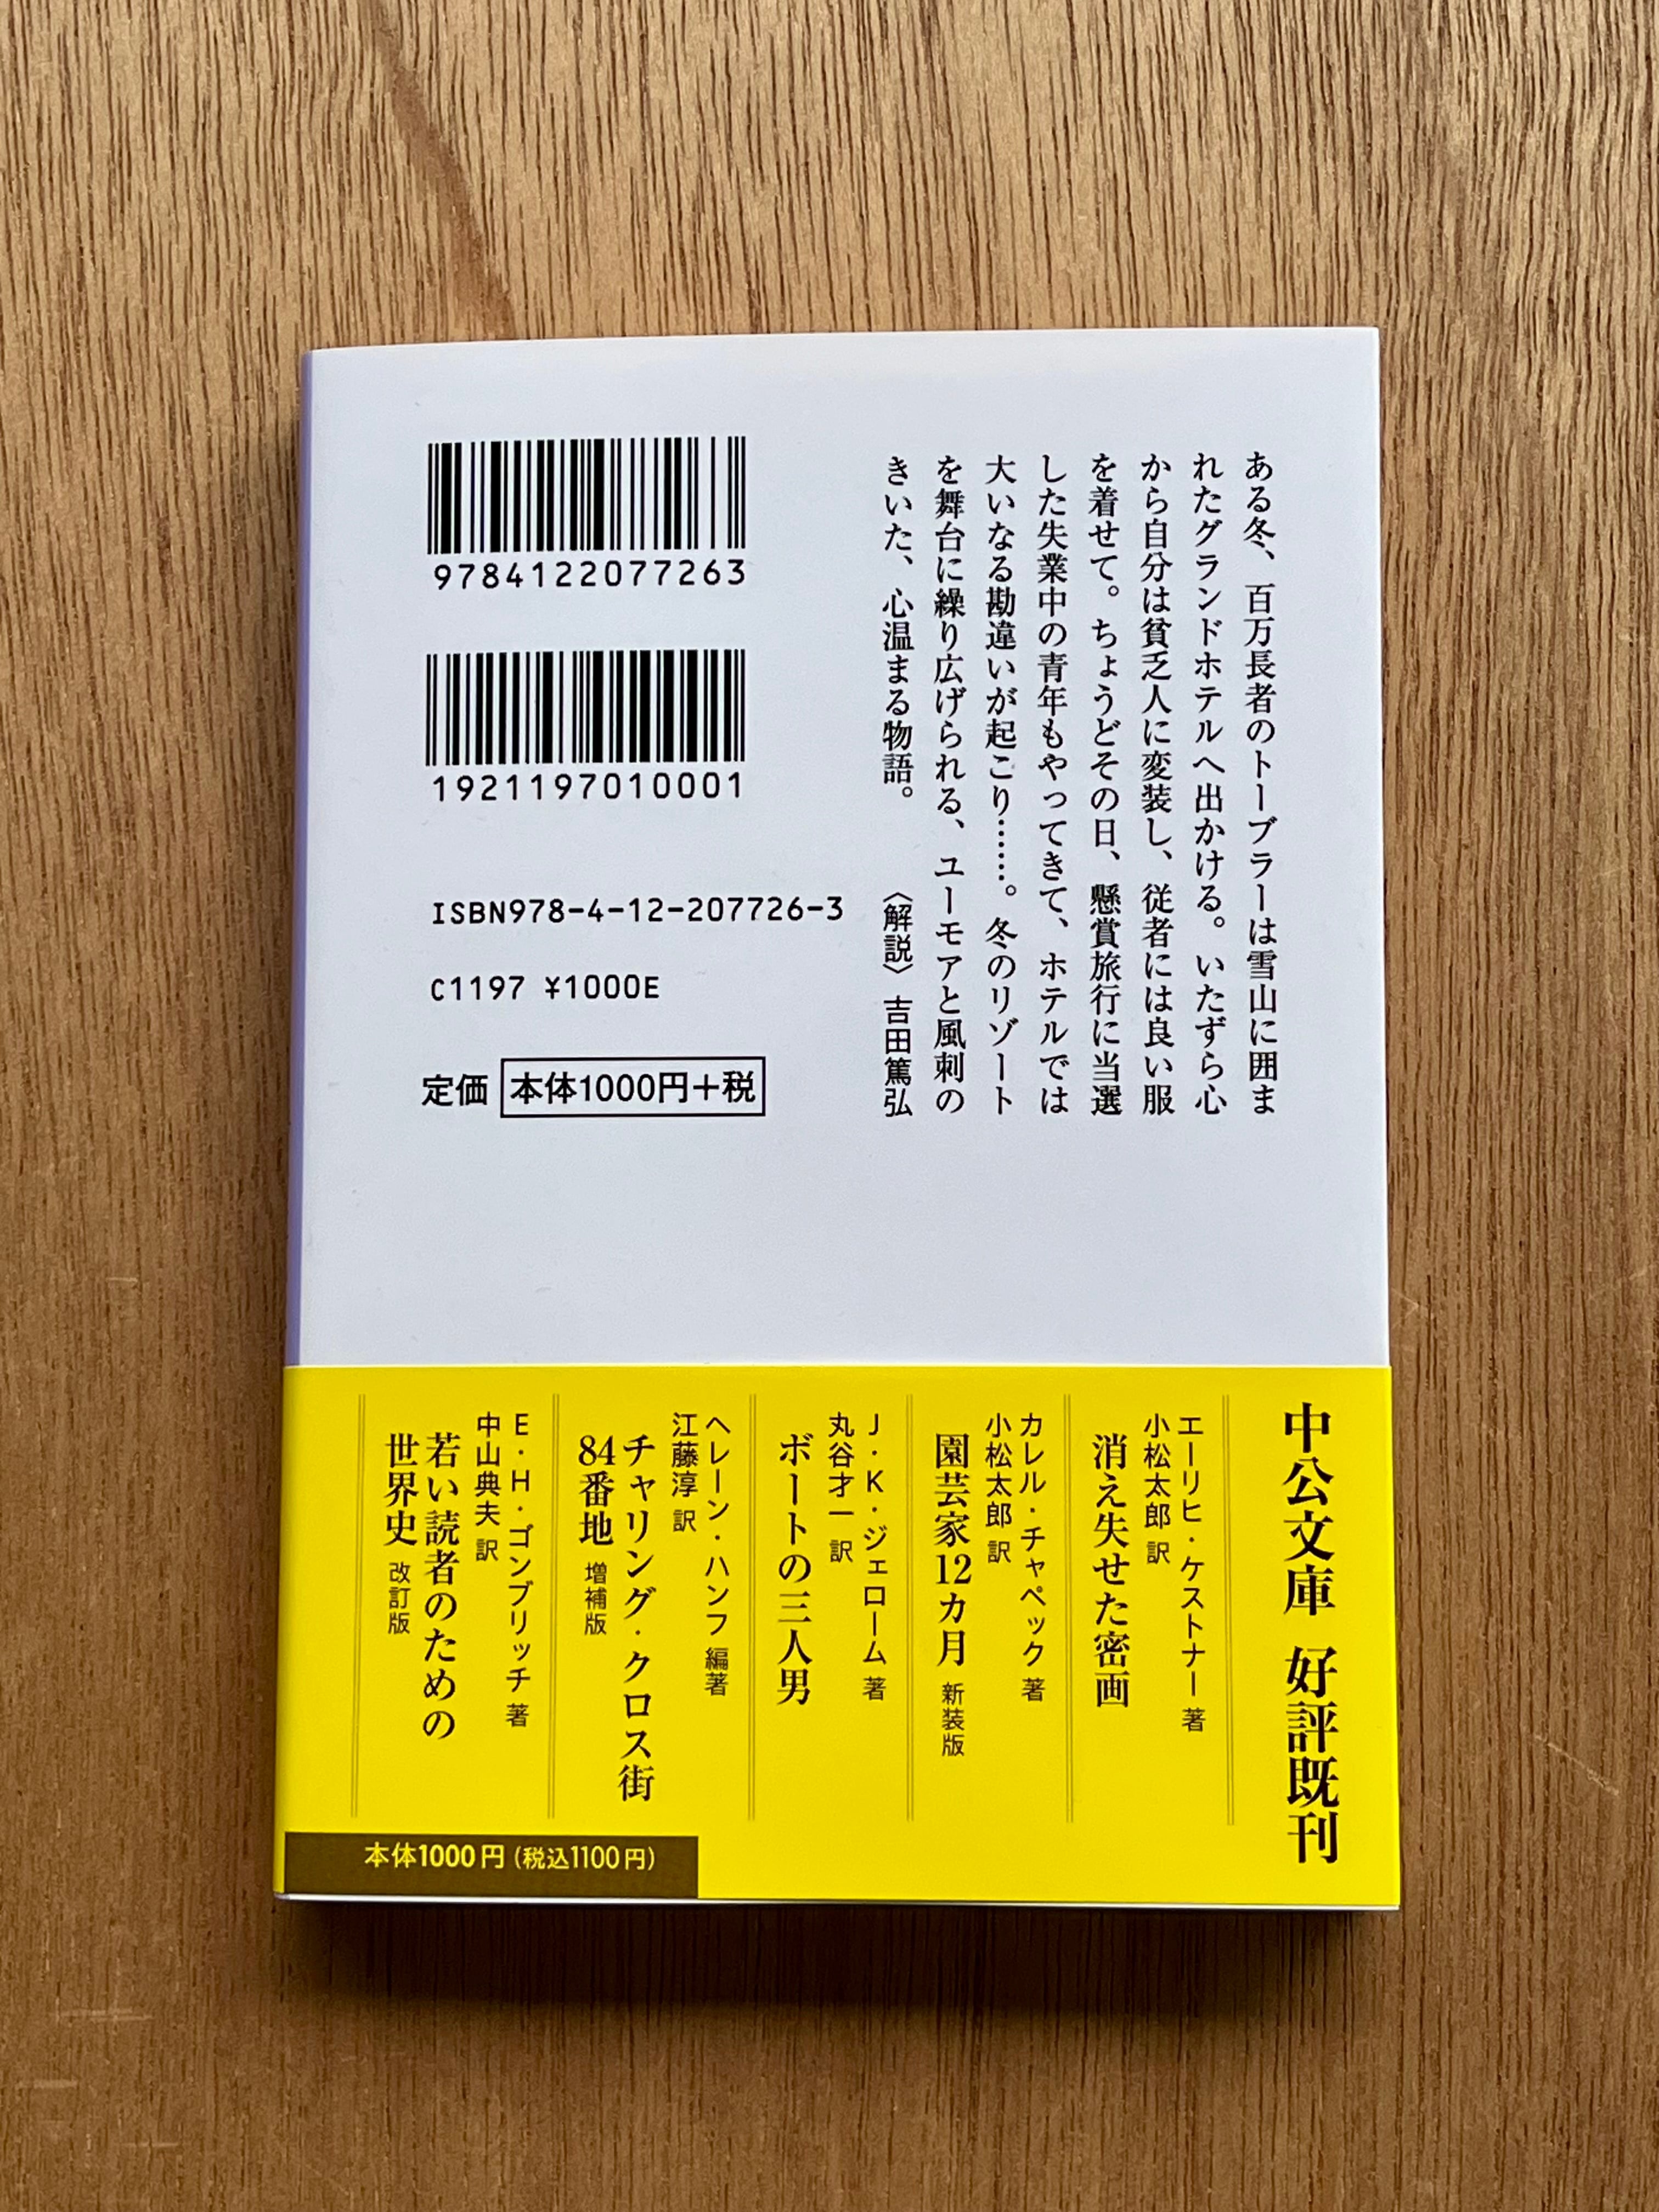 ある冬、百万長者のトーブラーは雪山に囲ま
れたグランドホテルへ出かける。いたずら心
から自分は貧乏人に変装し、従者には良い服
を着せて。ちょうどその日、懸賞旅行に当選
した失業中の青年もやってきて、ホテルでは
大いなる勘違いが起こり……。冬のリゾート
を舞台に繰り広げられる、ユーモアと風刺の
きいた、心温まる物語。 〈解説〉吉田篤弘
9784122077263
1921197010001
ISBN978-4-12-207726-3
C1197 ¥1000E
定価 本体1000円+税
中公文庫 好評既刊
エーリヒ・ケストナー 著
小松太郎 訳
消え失せた密画
カレル・チャペック 著
小松太郎 訳
園芸家12カ月 新装版
J・K・ジェローム 著
丸谷才一 訳
ボートの三人男
ヘレーン・ハンフ 編著
江藤淳 訳
チャリング・クロス街
84番地 増補版
E・H・ゴンブリッチ 著
中山典夫 訳
若い読者のための
世界史 改訂版
本体1000円(税込1100円)